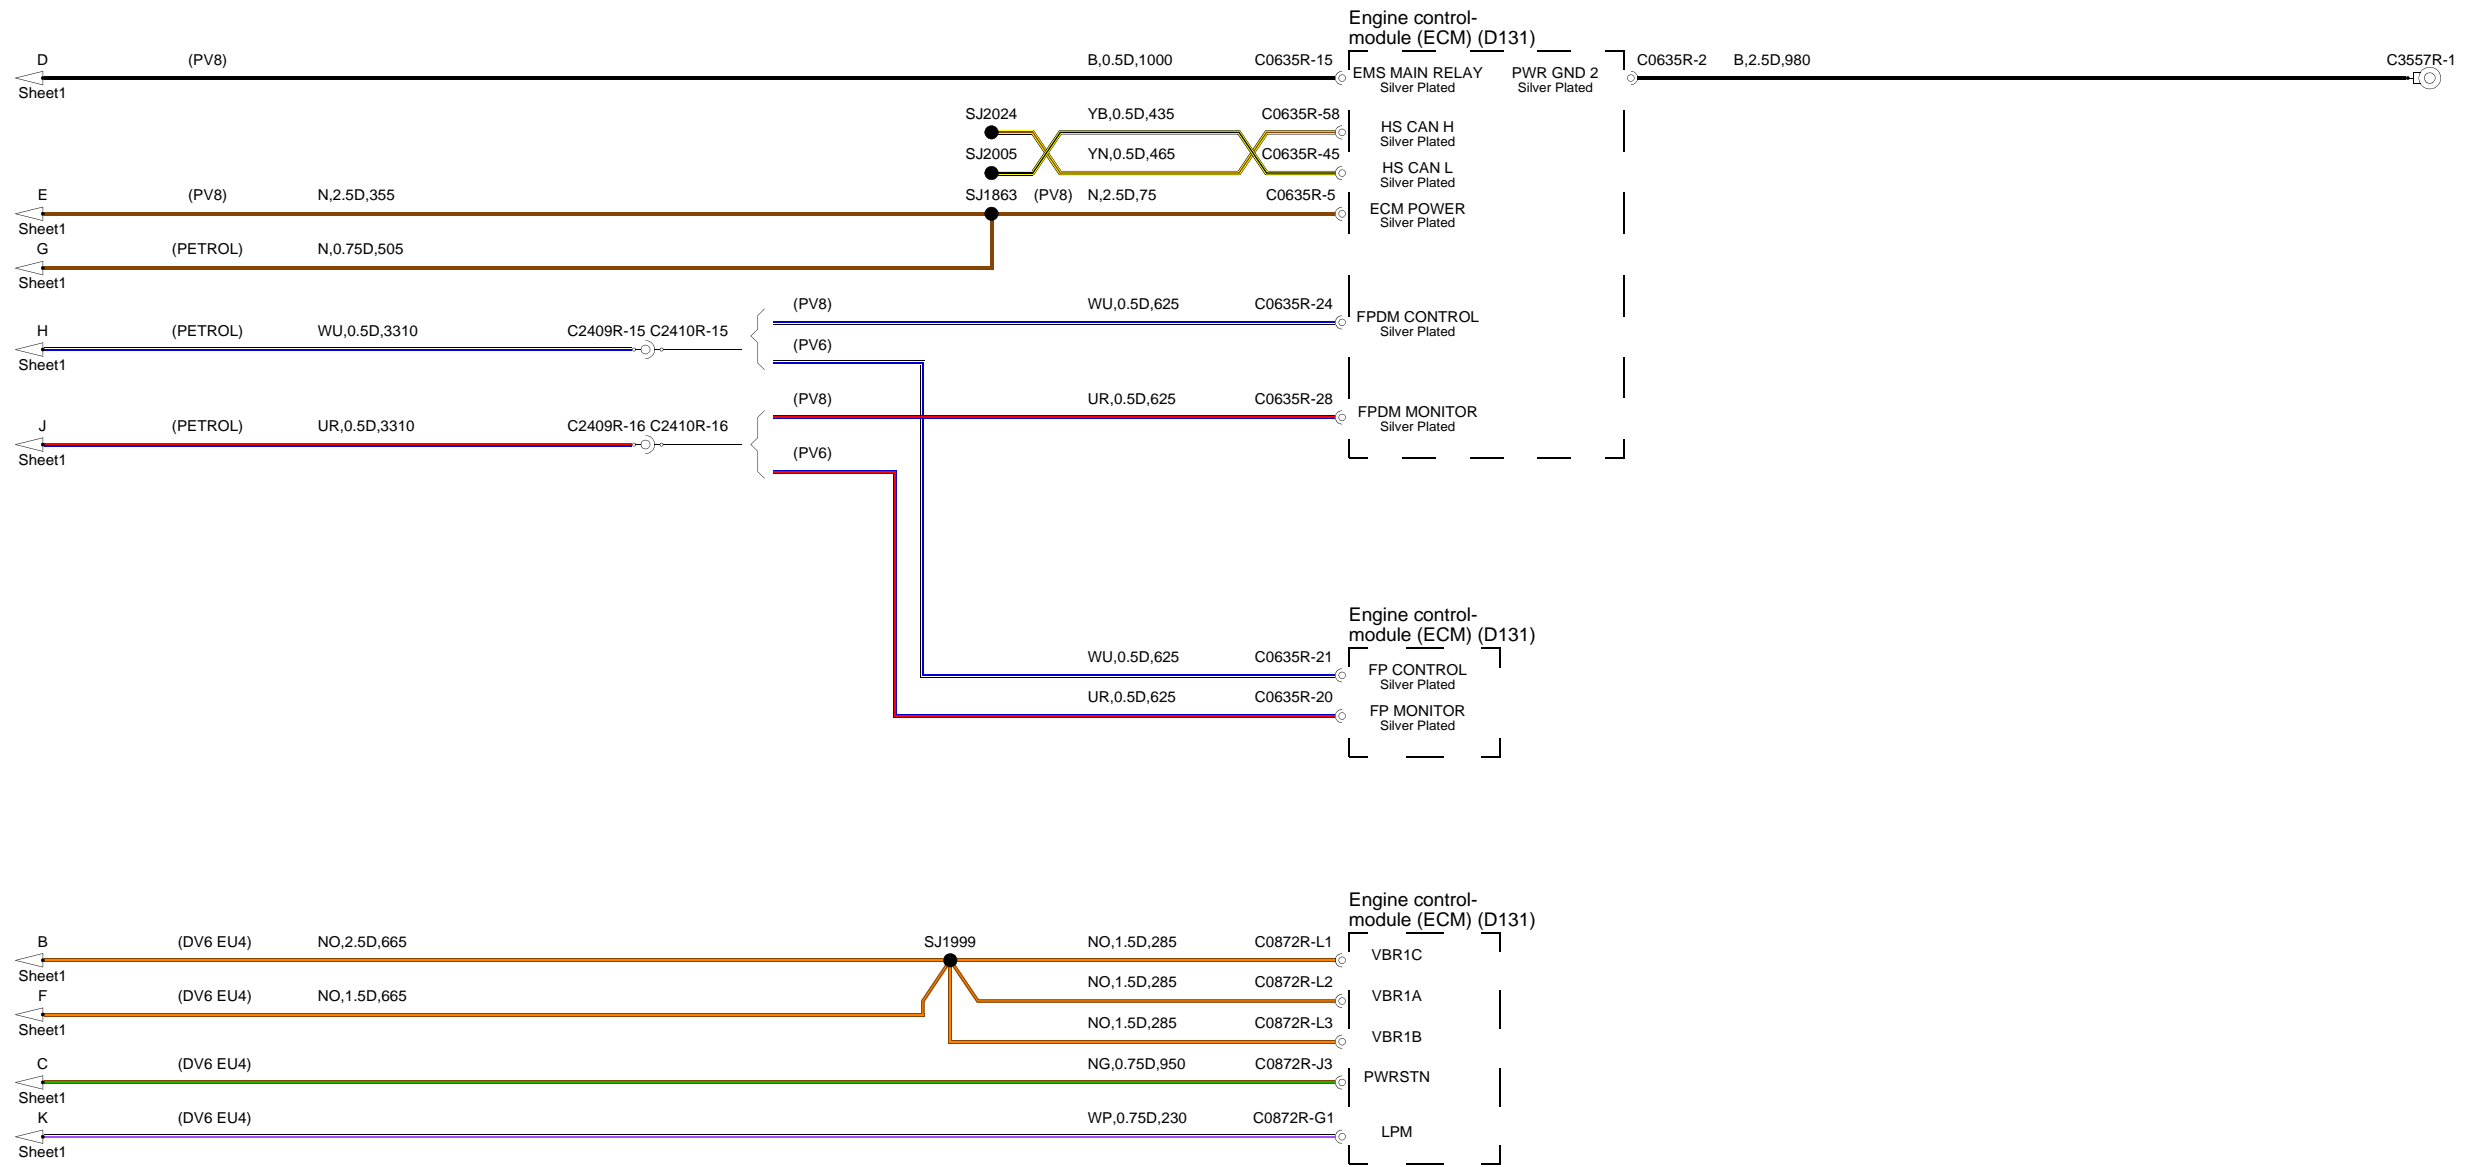 Engine control-
module (ECM) (D131)
D (PV8) B,0.5D,1000 C0635R-15 EMS MAIN RELAY PWR GND 2 C0635R-2 B,2.5D,980 C3557R-1
Silver Plated Silver Plated
Sheet1
SJ2024 YB,0.5D,435 C0635R-58 HS CAN H
Silver Plated
SJ2005 YN,0.5D,465 C0635R-45 HS CAN L
Silver Plated
E (PV8) N,2.5D,355 SJ1863 (PV8) N,2.5D,75 C0635R-5 ECM POWER
Silver Plated
Sheet1
G (PETROL) N,0.75D,505
Sheet1
(PV8) WU,0.5D,625 C0635R-24 FPDM CONTROL
Silver Plated
H (PETROL) WU,0.5D,3310 C2409R-15 C2410R-15
(PV6)
Sheet1
(PV8) UR,0.5D,625 C0635R-28 FPDM MONITOR
Silver Plated
J (PETROL) UR,0.5D,3310 C2409R-16 C2410R-16
(PV6)
Sheet1
Engine control-
module (ECM) (D131)
WU,0.5D,625 C0635R-21 FP CONTROL
Silver Plated
UR,0.5D,625 C0635R-20 FP MONITOR
Silver Plated
Engine control-
module (ECM) (D131)
B (DV6 EU4) NO,2.5D,665 SJ1999 NO,1.5D,285 C0872R-L1 VBR1C
Sheet1
NO,1.5D,285 C0872R-L2 VBR1A
F (DV6 EU4) NO,1.5D,665
Sheet1
NO,1.5D,285 C0872R-L3 VBR1B
C (DV6 EU4) NG,0.75D,950 C0872R-J3 PWRSTN
Sheet1
K (DV6 EU4) WP,0.75D,230 C0872R-G1 LPM
Sheet1